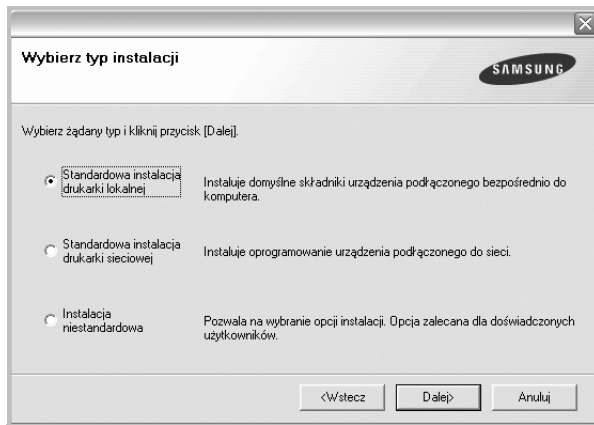 Wybierz typ instalacji
SAMSUNG
Wybierz żądany typ i kliknij przycisk [Dalej].
Standardowa instalacja
drukarki lokalnej
Instaluje domyślne składniki urządzenia podłączonego bezpośrednio do
komputera.
Standardowa instalacja
drukarki sieciowej
Instaluje oprogramowanie urządzenia podłączonego do sieci.
Instalacja
niestandardowa
Pozwala na wybranie opcji instalacji. Opcja zalecana dla doświadczonych
użytkowników.
<Wstecz
Dalej>
Anuluj